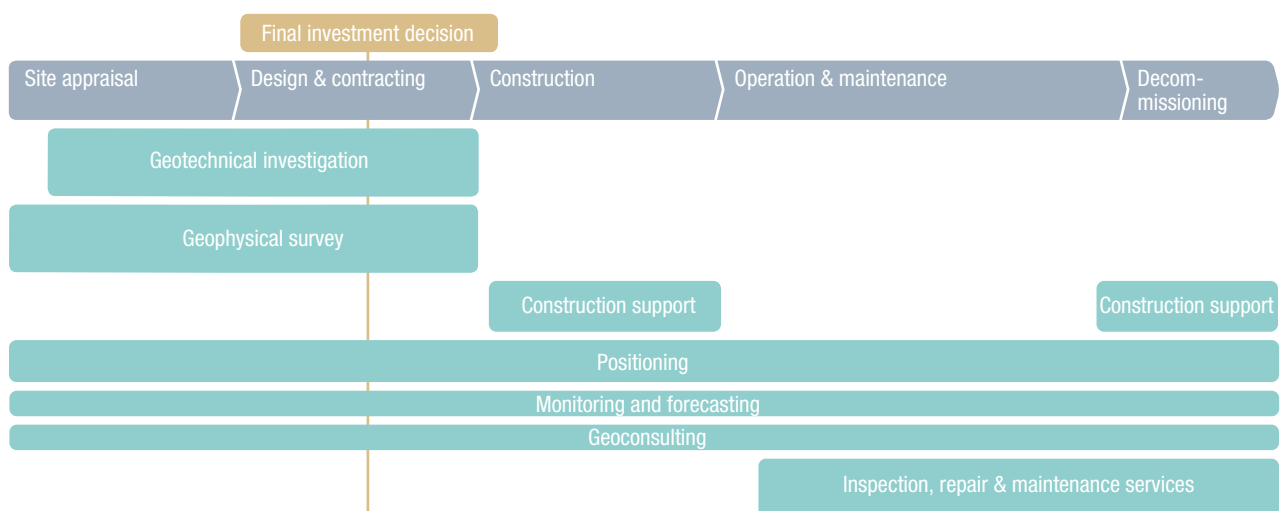 Final investment decision
Site appraisal
Design & contracting
Construction
Operation & maintenance
Decom-
missioning
Geotechnical investigation
Geophysical survey
Construction support
Construction support
Positioning
Monitoring and forecasting
Geoconsulting
Inspection, repair & maintenance services